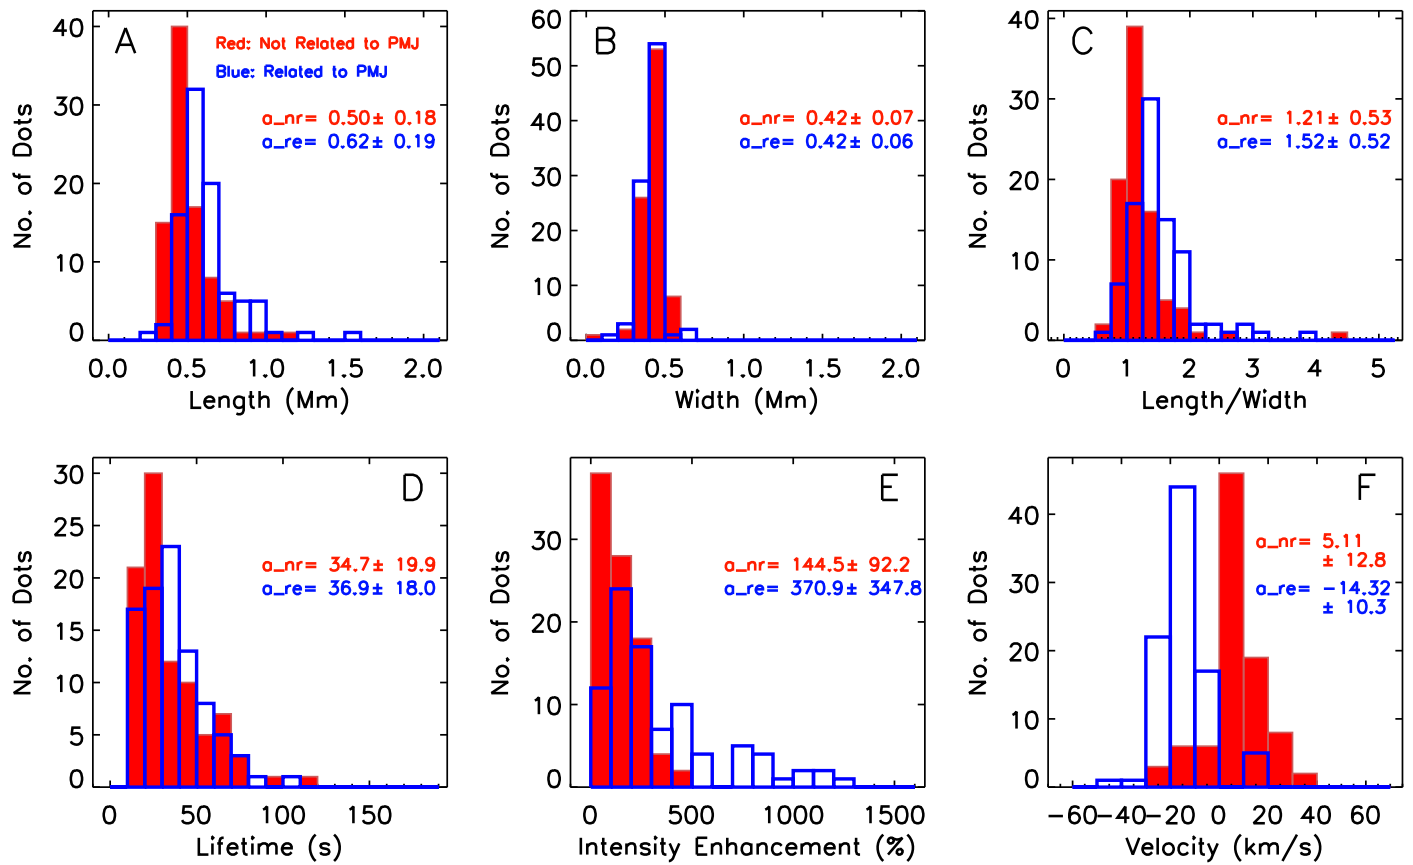 A
Red: Not Related to PMJ
Blue: Related to PMJ
a_nr= 0.50± 0.18
a_re= 0.62± 0.19
No. of Dots
40
30
20
10
0
0.0 0.5 1.0 1.5 2.0
Length (Mm)
B
a_nr= 0.42± 0.07
a_re= 0.42± 0.06
No. of Dots
60
50
40
30
20
10
0
0.0 0.5 1.0 1.5 2.0
Width (Mm)
C
a_nr= 1.21± 0.53
a_re= 1.52± 0.52
No. of Dots
40
30
20
10
0
0 1 2 3 4 5
Length/Width
D
a_nr= 34.7± 19.9
a_re= 36.9± 18.0
No. of Dots
30
25
20
15
10
5
0
0 50 100 150
Lifetime (s)
E
a_nr= 144.5± 92.2
a_re= 370.9± 347.8
No. of Dots
30
20
10
0
0 500 1000 1500
Intensity Enhancement (%)
F
a_nr= 5.11
± 12.8
a_re= −14.32
± 10.3
No. of Dots
40
30
20
10
0
−60 −40 −20 0 20 40 60
Velocity (km/s)